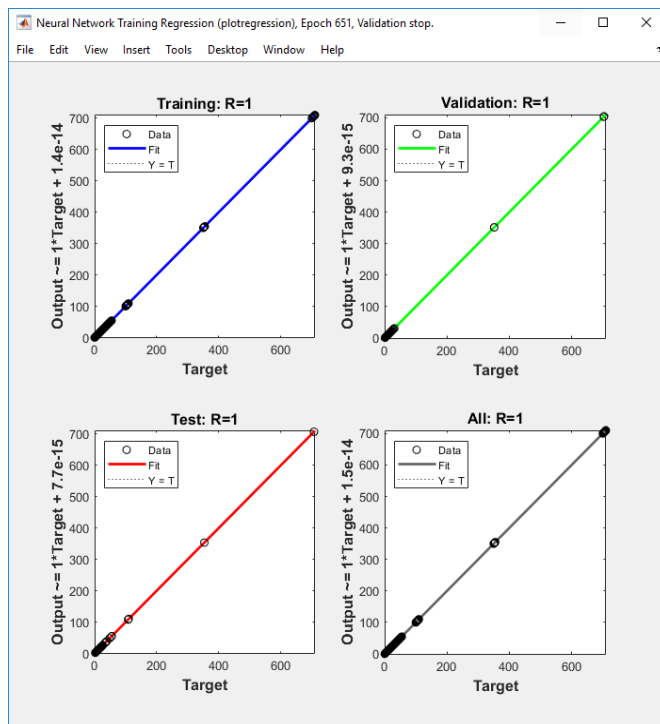 Neural Network Training Regression (plotregression), Epoch 651, Validation stop.
File Edit View Insert Tools Desktop Window Help
Training: R=1
Output ~= 1*Target + 1.4e-14
700
600
500
400
300
200
100
0
Data
Fit
Y = T
0 200 400 600
Target
Validation: R=1
Output ~= 1*Target + 9.3e-15
700
600
500
400
300
200
100
0
Data
Fit
Y = T
0 200 400 600
Target
Test: R=1
Output ~= 1*Target + 7.7e-15
700
600
500
400
300
200
100
0
Data
Fit
Y = T
0 200 400 600
Target
All: R=1
Output ~= 1*Target + 1.5e-14
700
600
500
400
300
200
100
0
Data
Fit
Y = T
0 200 400 600
Target